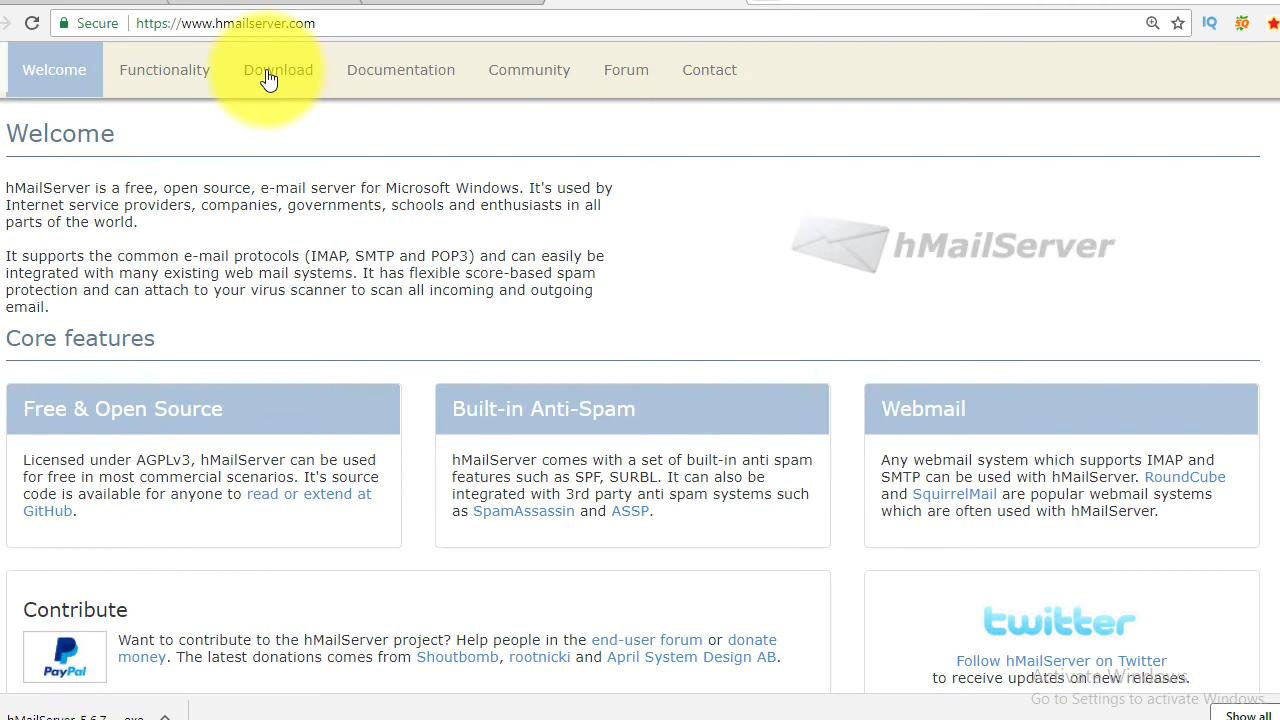 Secure https://www.hmailserver.com
Welcome Functionality Download Documentation Community Forum Contact
Welcome
hMailServer is a free, open source, e-mail server for Microsoft Windows. It's used by
Internet service providers, companies, governments, schools and enthusiasts in all
parts of the world.
It supports the common e-mail protocols (IMAP, SMTP and POP3) and can easily be
integrated with many existing web mail systems. It has flexible score-based spam
protection and can attach to your virus scanner to scan all incoming and outgoing
email.
hMailServer
Core features
Free & Open Source
Licensed under AGPLv3, hMailServer can be used
for free in most commercial scenarios. It's source
code is available for anyone to read or extend at
GitHub.
Built-in Anti-Spam
hMailServer comes with a set of built-in anti spam
features such as SPF, SURBL. It can also be
integrated with 3rd party anti spam systems such
as SpamAssassin and ASSP.
Webmail
Any webmail system which supports IMAP and
SMTP can be used with hMailServer. RoundCube
and SquirrelMail are popular webmail systems
which are often used with hMailServer.
Contribute
PayPal
Want to contribute to the hMailServer project? Help people in the end-user forum or donate
money. The latest donations comes from Shoutbomb, rootnicki and April System Design AB.
twitter
Follow hMailServer on Twitter
to receive updates on new releases.
Activate Windows
Go to Settings to activate Windows.
hMailServer-5.6.7-....exe
Show all